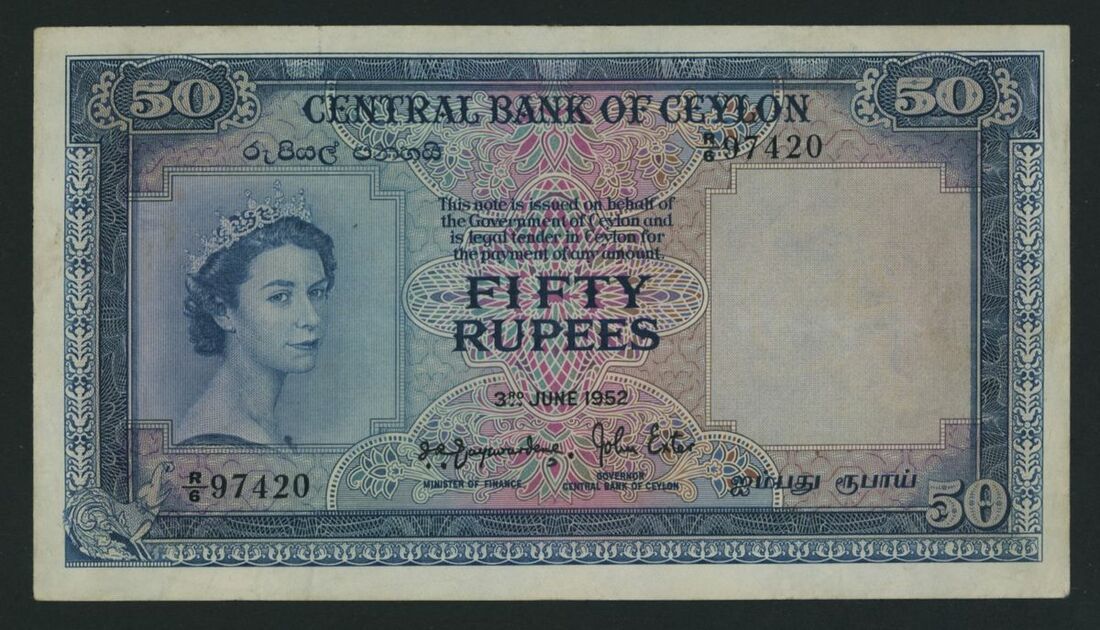 50 50
CENTRAL BANK OF CEYLON
රුපියල් පනහයි
R/6 97420
This note is issued on behalf of
the Government of Ceylon and
is legal tender in Ceylon for
the payment of any amount.
FIFTY
RUPEES
3RD JUNE 1952
J. R. Jayewardene. John Exter
MINISTER OF FINANCE. GOVERNOR
CENTRAL BANK OF CEYLON
R/6 97420
ஐம்பது ரூபாய்
50